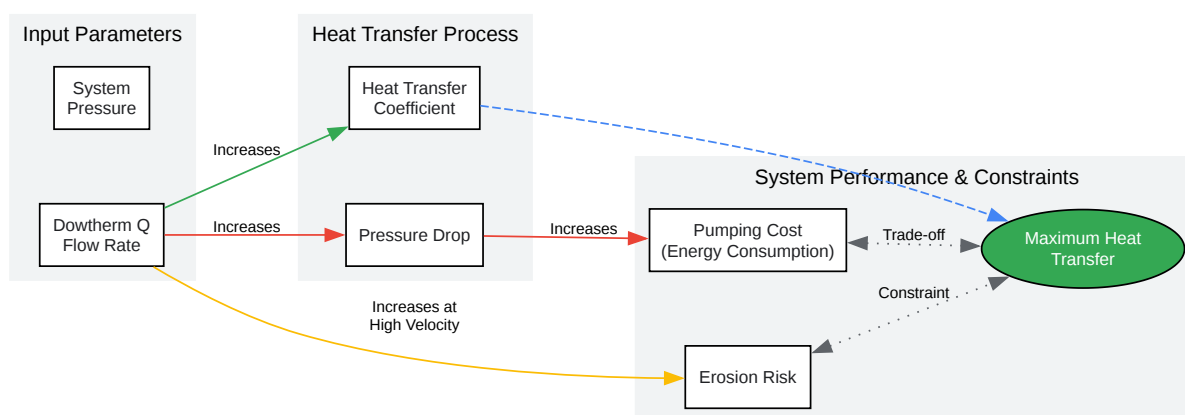 Input Parameters
Heat Transfer Process
System
Pressure
Heat Transfer
Coefficient
Increases
System Performance & Constraints
Dowtherm Q
Flow Rate
Increases
Pressure Drop
Increases
Pumping Cost
(Energy Consumption)
Trade-off
Maximum Heat
Transfer
Increases at
High Velocity
Constraint
Erosion Risk